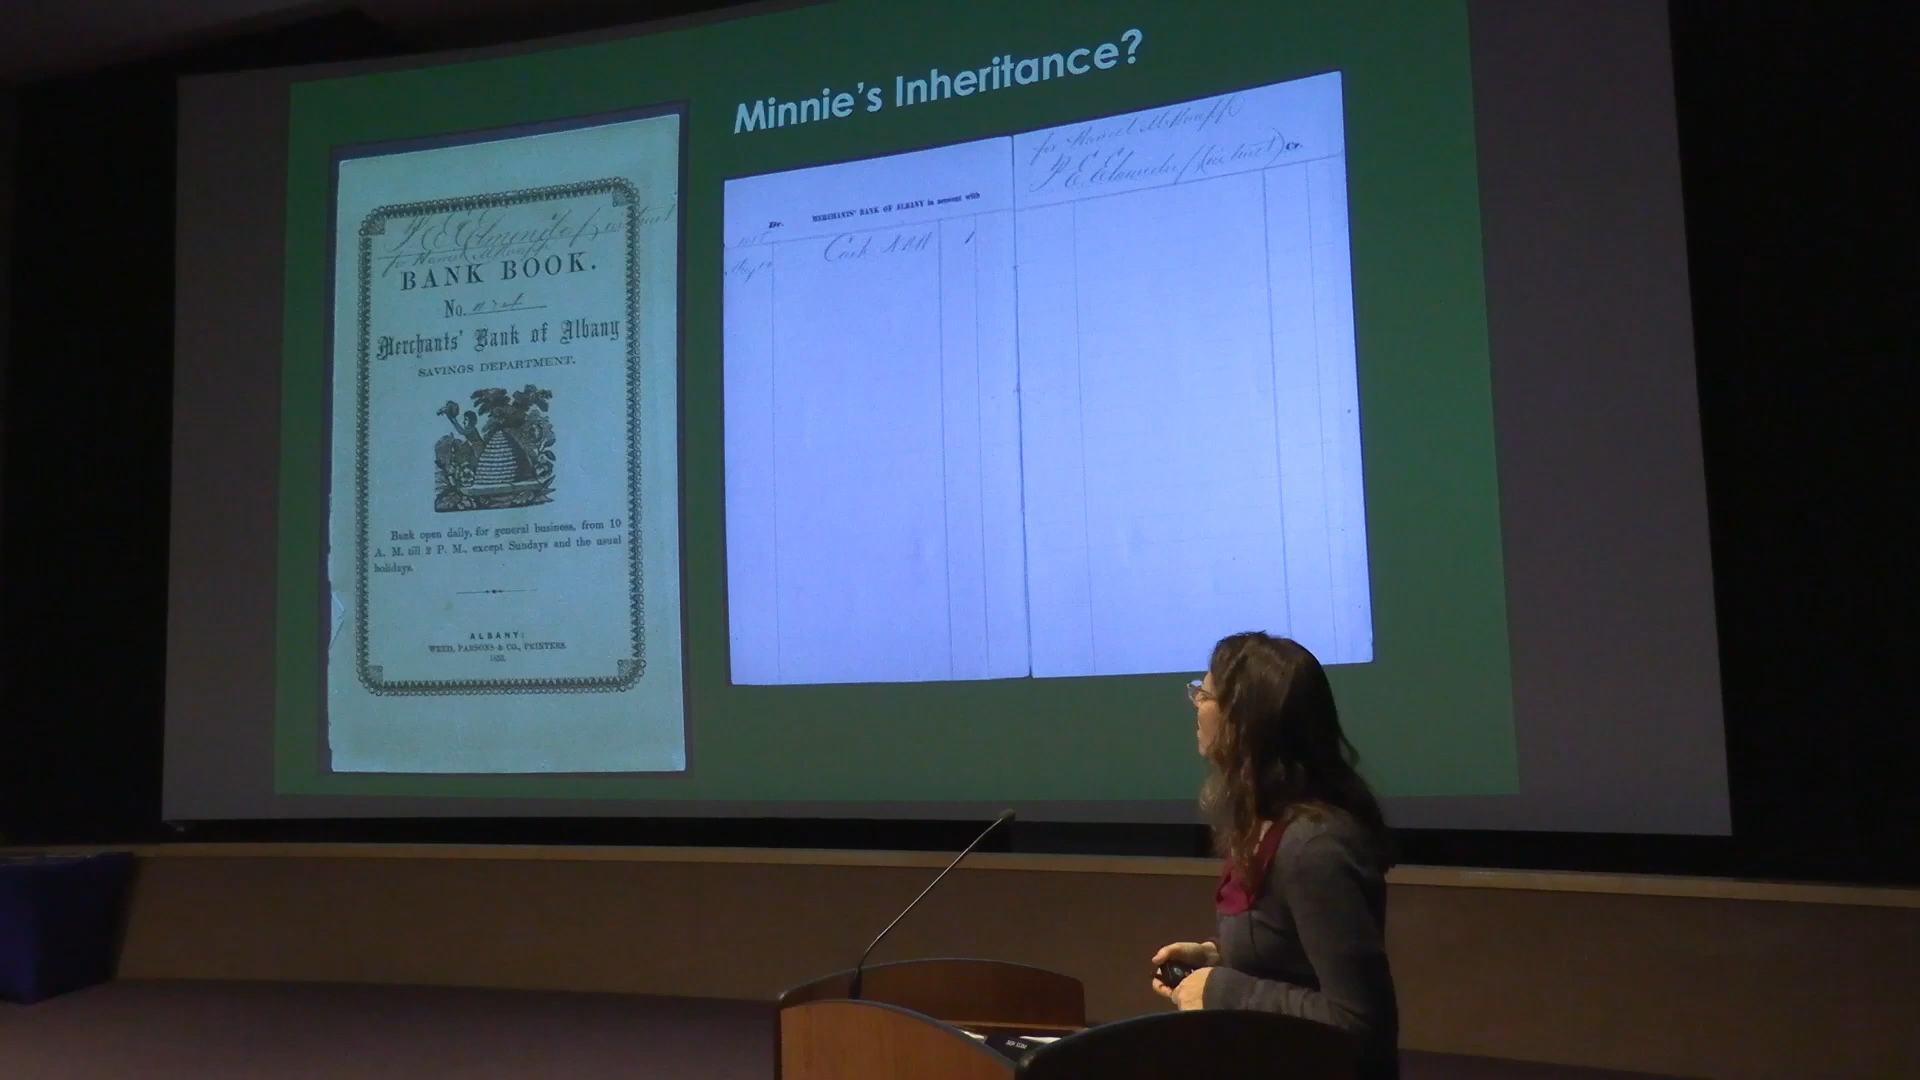 Minnie's Inheritance?
BANK BOOK.
No.
Merchants' Bank of Albany
SAVINGS DEPARTMENT.
Bank open daily, for general business, from 10
A. M. till 2 P. M., except Sundays and the usual
holidays.
ALBANY:
WEED, PARSONS & CO., PRINTERS.
Dr. MERCHANTS' BANK OF ALBANY in account with
for
Cr.
Cash